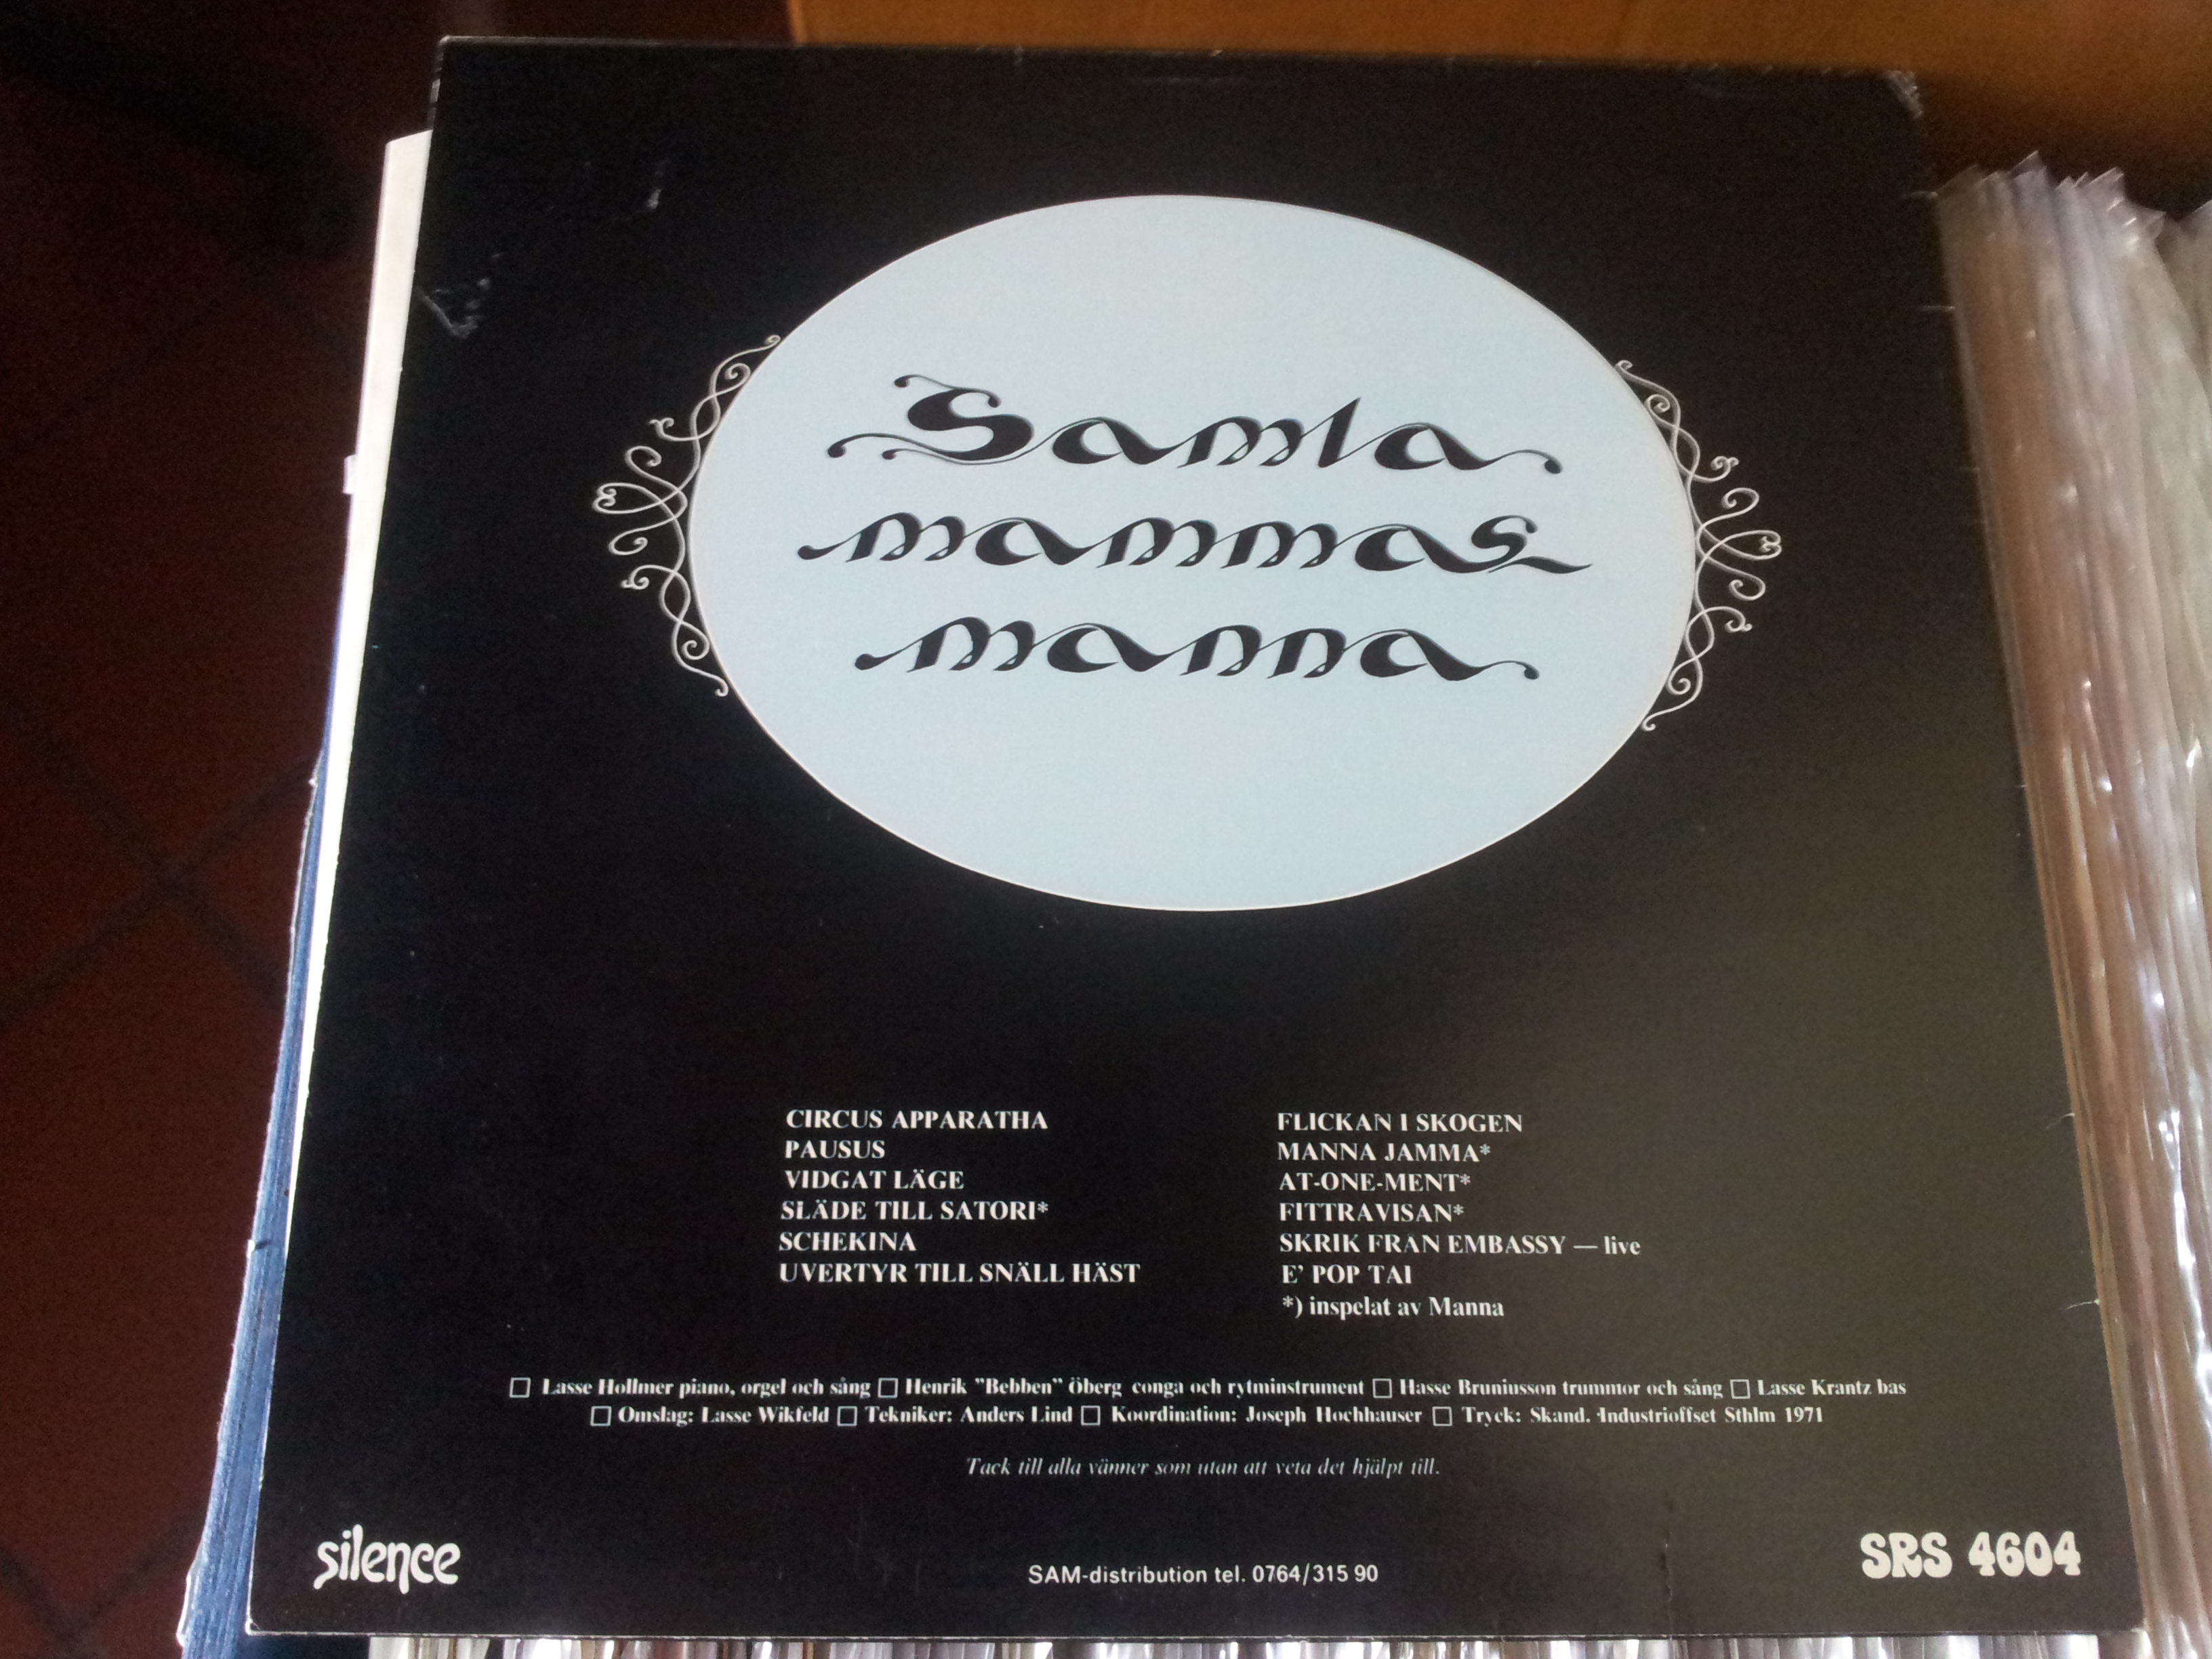 Samla
mammas
manna
CIRCUS APPARATHA
PAUSUS
VIDGAT LÄGE
SLÄDE TILL SATORI*
SCHEKINA
UVERTYR TILL SNÄLL HÄST
FLICKAN I SKOGEN
MANNA JAMMA*
AT-ONE-MENT*
FITTRAVISAN*
SKRIK FRAN EMBASSY — live
E' POP TAI
*) inspelat av Manna
□ Lasse Hollmer piano, orgel och sång □ Henrik "Bebben" Öberg conga och rytminstrument □ Hasse Bruniusson trummor och sång □ Lasse Krantz bas
□ Omslag: Lasse Wikfeld □ Tekniker: Anders Lind □ Koordination: Joseph Hochhauser □ Tryck: Skand. Industrioffset Sthlm 1971
Tack till alla vänner som utan att veta det hjälpt till.
silence
SAM-distribution tel. 0764/315 90
SRS 4604